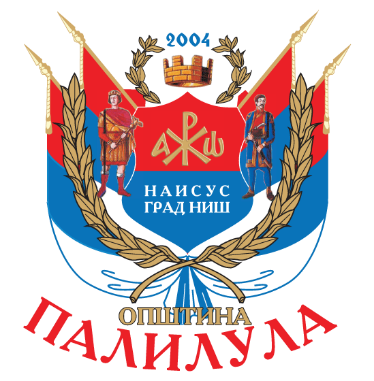 2004
α ☧ ω
НАИСУС
ГРАД НИШ
ОПШТИНА
ПАЛИЛУЛА